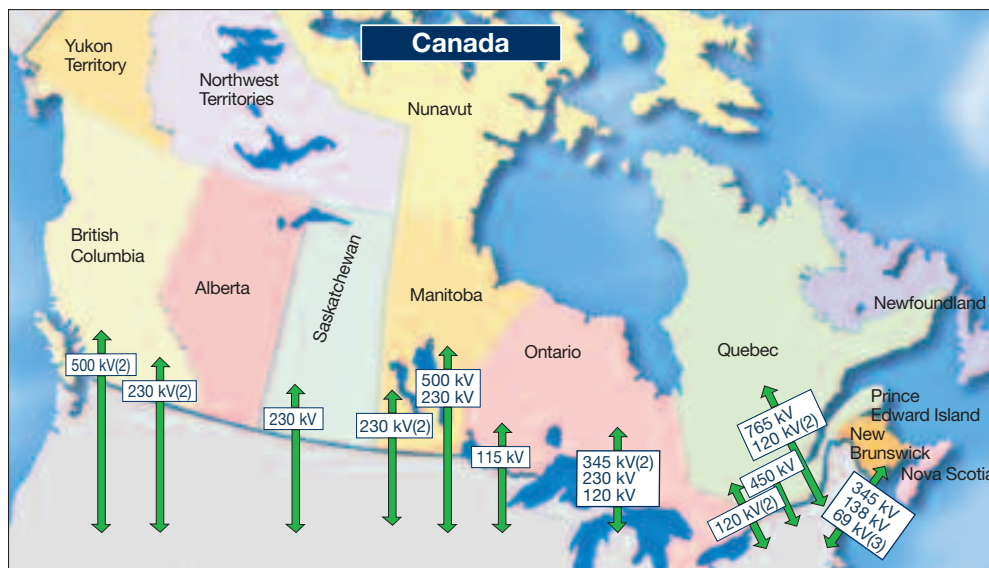 Canada
Yukon
Territory
Northwest
Territories
Nunavut
British
Columbia
Alberta
Saskatchewan
Manitoba
Ontario
Quebec
Newfoundland
Prince
Edward Island
New
Brunswick
Nova Scotia
500 kV(2)
230 kV(2)
230 kV
230 kV(2)
500 kV
230 kV
115 kV
345 kV(2)
230 kV
120 kV
765 kV
120 kV(2)
450 kV
120 kV(2)
345 kV
138 kV
69 kV(3)